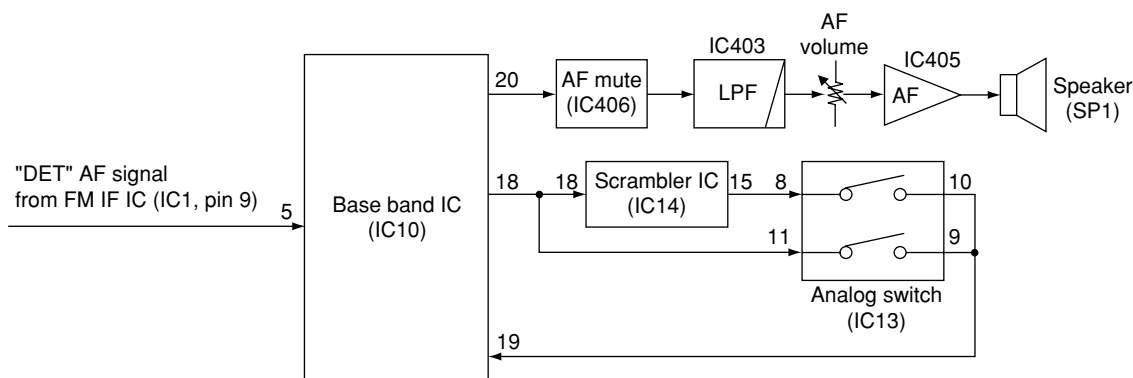 AF
volume
IC403
IC405
20
AF mute
(IC406)
LPF
AF
Speaker
(SP1)
"DET" AF signal
from FM IF IC (IC1, pin 9)
5
Base band IC
(IC10)
18
18
Scrambler IC
(IC14)
15
8
10
11
9
Analog switch
(IC13)
19